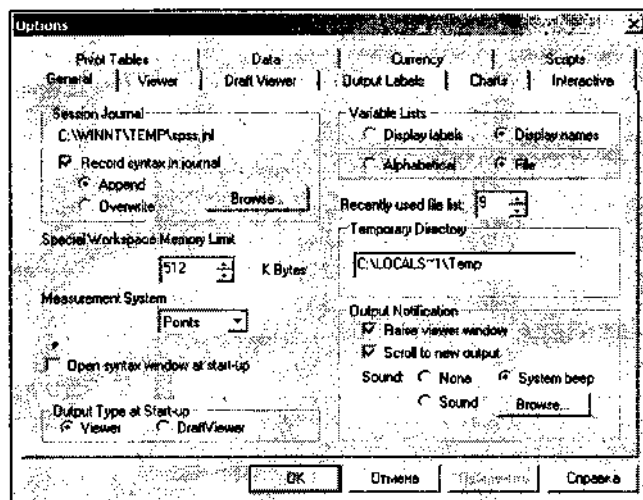 Options
Pivot Tables Data Currency Scripts
General Viewer Draft Viewer Output Labels Charts Interactive
Session Journal
C:\WINNT\TEMP\spss.jnl
Record syntax in journal
Append
Overwrite
Browse...
Special Workspace Memory Limit
512 K Bytes
Measurement System
Points
Open syntax window at start-up
Output Type at Start-up
Viewer DraftViewer
Variable Lists
Display labels Display names
Alphabetical File
Recently used file list: 9
Temporary Directory
C:\LOCALS~1\Temp
Output Notification
Raise viewer window
Scroll to new output
Sound: None System beep
Sound Browse...
OK Отмена Применить Справка